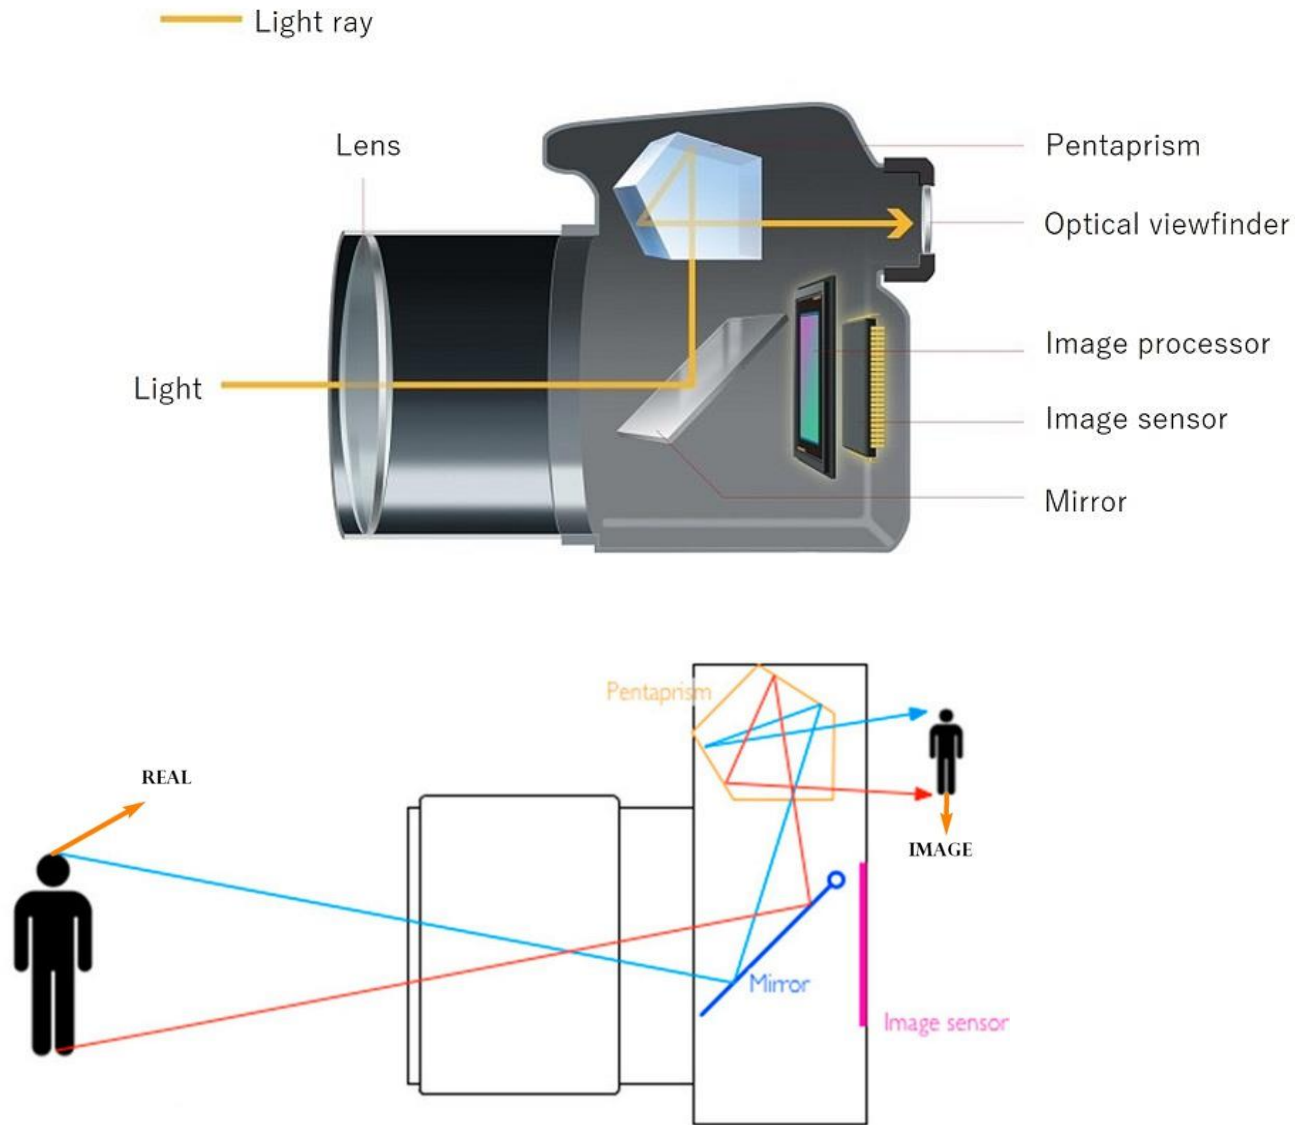 Light ray
Lens
Pentaprism
Optical viewfinder
Light
Image processor
Image sensor
Mirror
Pentaprism
REAL
IMAGE
Mirror
Image sensor